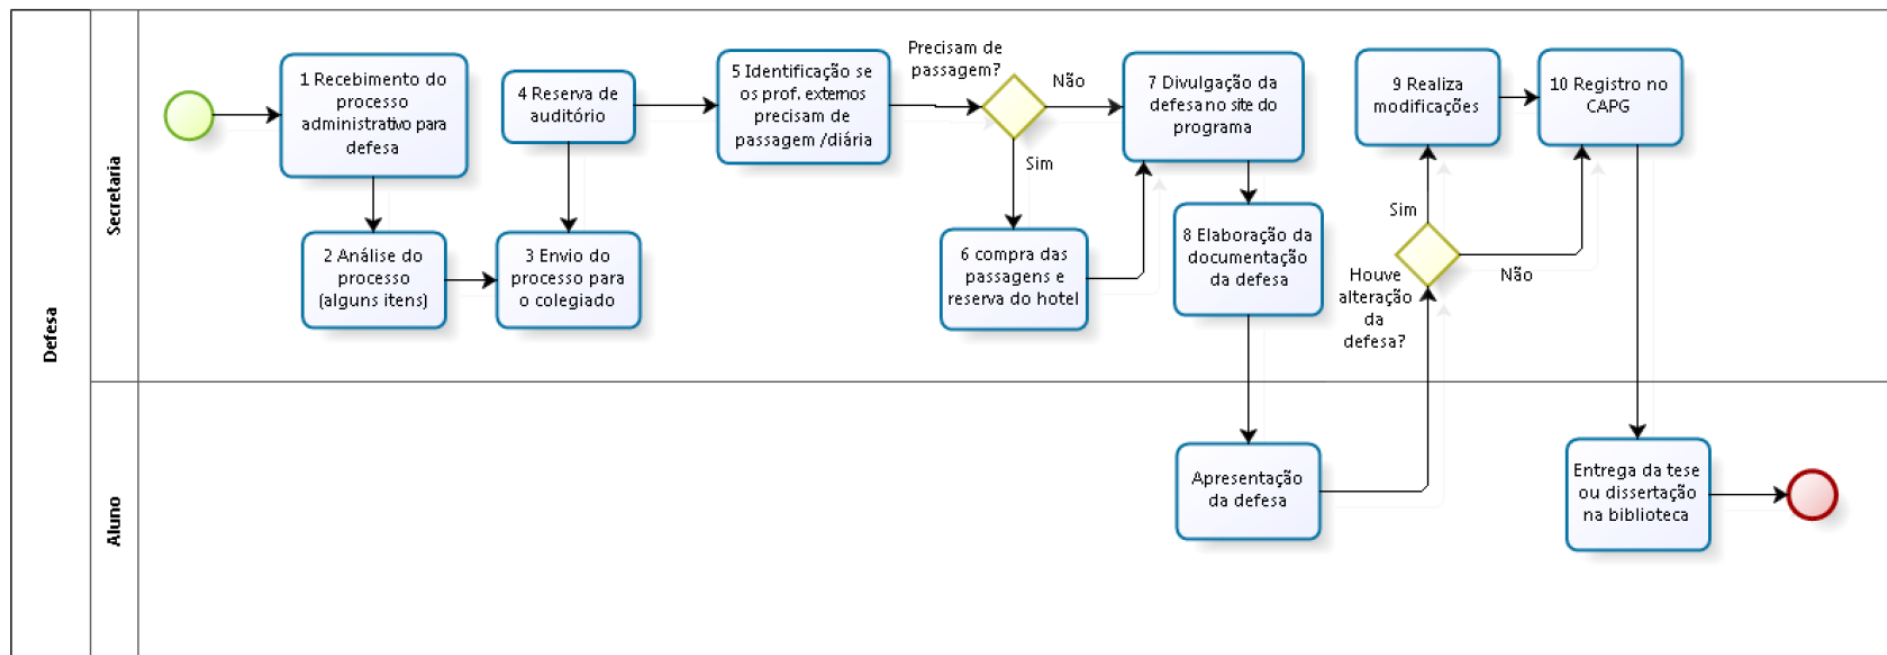 Defesa
Secretaria
1 Recebimento do
processo
administrativo para
defesa
2 Análise do
processo
(alguns itens)
3 Envio do
processo para
o colegiado
4 Reserva de
auditório
5 Identificação se
os prof. externos
precisam de
passagem /diária
Precisam de
passagem?
Não
Sim
6 compra das
passagens e
reserva do hotel
7 Divulgação da
defesa no site do
programa
8 Elaboração da
documentação
da defesa
Houve
alteração
da
defesa?
Sim
Não
9 Realiza
modificações
10 Registro no
CAPG
Aluno
Apresentação
da defesa
Entrega da tese
ou dissertação
na biblioteca